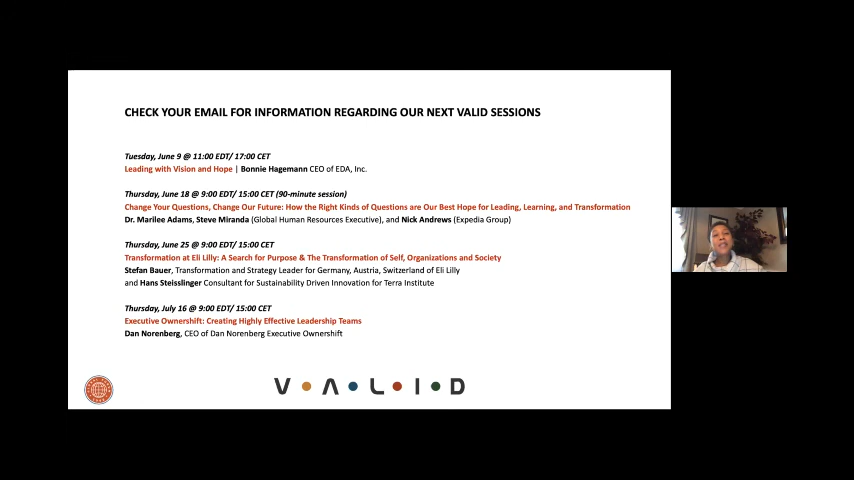 CHECK YOUR EMAIL FOR INFORMATION REGARDING OUR NEXT VALID SESSIONS
Tuesday, June 9 @ 11:00 EDT/ 17:00 CET
Leading with Vision and Hope | Bonnie Hagemann CEO of EDA, Inc.
Thursday, June 18 @ 9:00 EDT/ 15:00 CET (90-minute session)
Change Your Questions, Change Our Future: How the Right Kinds of Questions are Our Best Hope for Leading, Learning, and Transformation
Dr. Marilee Adams, Steve Miranda (Global Human Resources Executive), and Nick Andrews (Expedia Group)
Thursday, June 25 @ 9:00 EDT/ 15:00 CET
Transformation at Eli Lilly: A Search for Purpose & The Transformation of Self, Organizations and Society
Stefan Bauer, Transformation and Strategy Leader for Germany, Austria, Switzerland of Eli Lilly
and Hans Steisslinger Consultant for Sustainability Driven Innovation for Terra Institute
Thursday, July 16 @ 9:00 EDT/ 15:00 CET
Executive Ownershift: Creating Highly Effective Leadership Teams
Dan Norenberg, CEO of Dan Norenberg Executive Ownershift
V • A • L • I • D